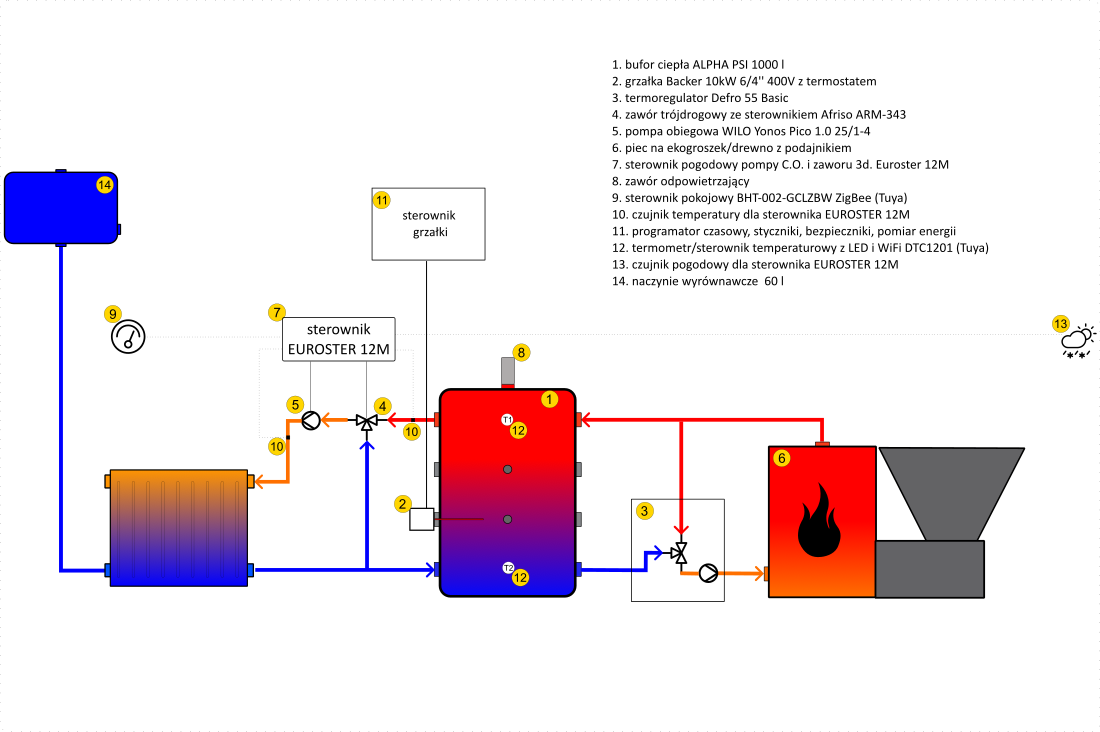 1. bufor ciepła ALPHA PSI 1000 l
2. grzałka Backer 10kW 6/4'' 400V z termostatem
3. termoregulator Defro 55 Basic
4. zawór trójdrogowy ze sterownikiem Afriso ARM-343
5. pompa obiegowa WILO Yonos Pico 1.0 25/1-4
6. piec na ekogroszek/drewno z podajnikiem
7. sterownik pogodowy pompy C.O. i zaworu 3d. Euroster 12M
8. zawór odpowietrzający
9. sterownik pokojowy BHT-002-GCLZBW ZigBee (Tuya)
10. czujnik temperatury dla sterownika EUROSTER 12M
11. programator czasowy, styczniki, bezpieczniki, pomiar energii
12. termometr/sterownik temperaturowy z LED i WiFi DTC1201 (Tuya)
13. czujnik pogodowy dla sterownika EUROSTER 12M
14. naczynie wyrównawcze 60 l
14
11
sterownik
grzałki
9
7
sterownik
EUROSTER 12M
13
8
5
4
10
10
1
T1
12
2
3
6
T2
12